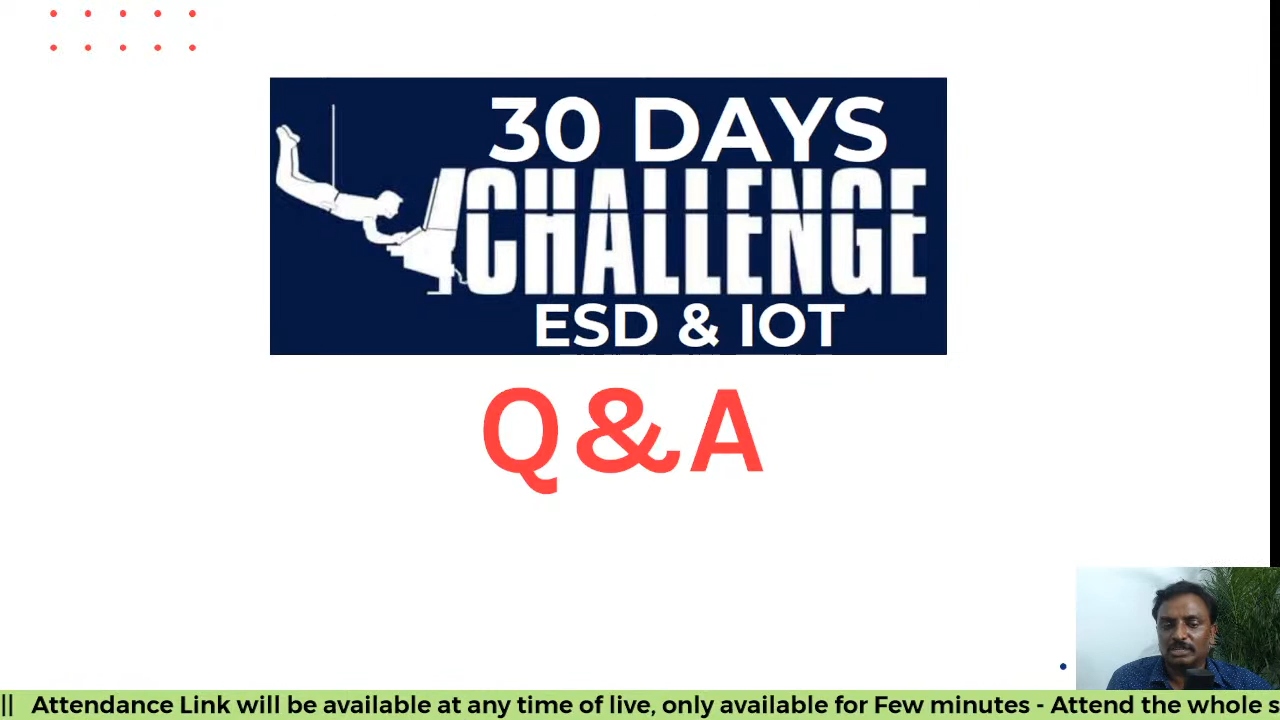 30 DAYS
CHALLENGE
ESD & IOT
Q&A
|| Attendance Link will be available at any time of live, only available for Few minutes - Attend the whole s